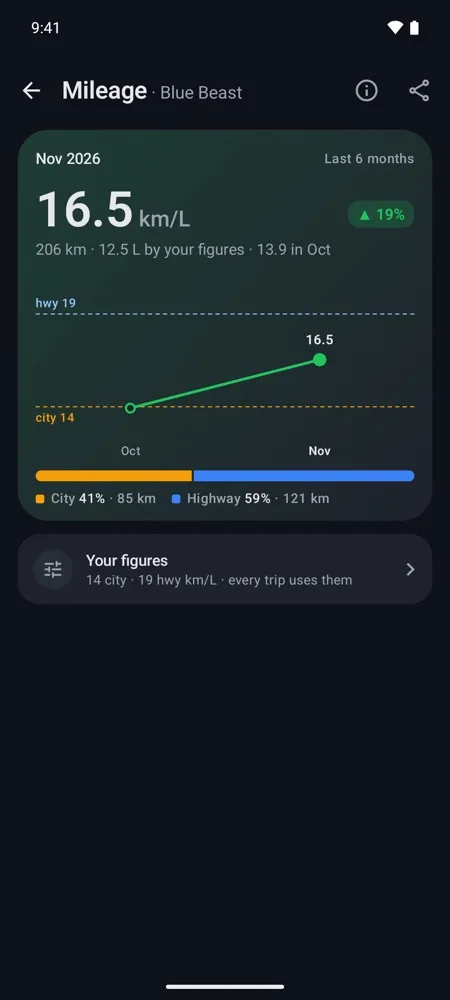 9:41
Mileage · Blue Beast
Nov 2026
Last 6 months
16.5 km/L
▲ 19%
206 km · 12.5 L by your figures · 13.9 in Oct
hwy 19
16.5
city 14
Oct
Nov
City 41% · 85 km
Highway 59% · 121 km
Your figures
14 city · 19 hwy km/L · every trip uses them